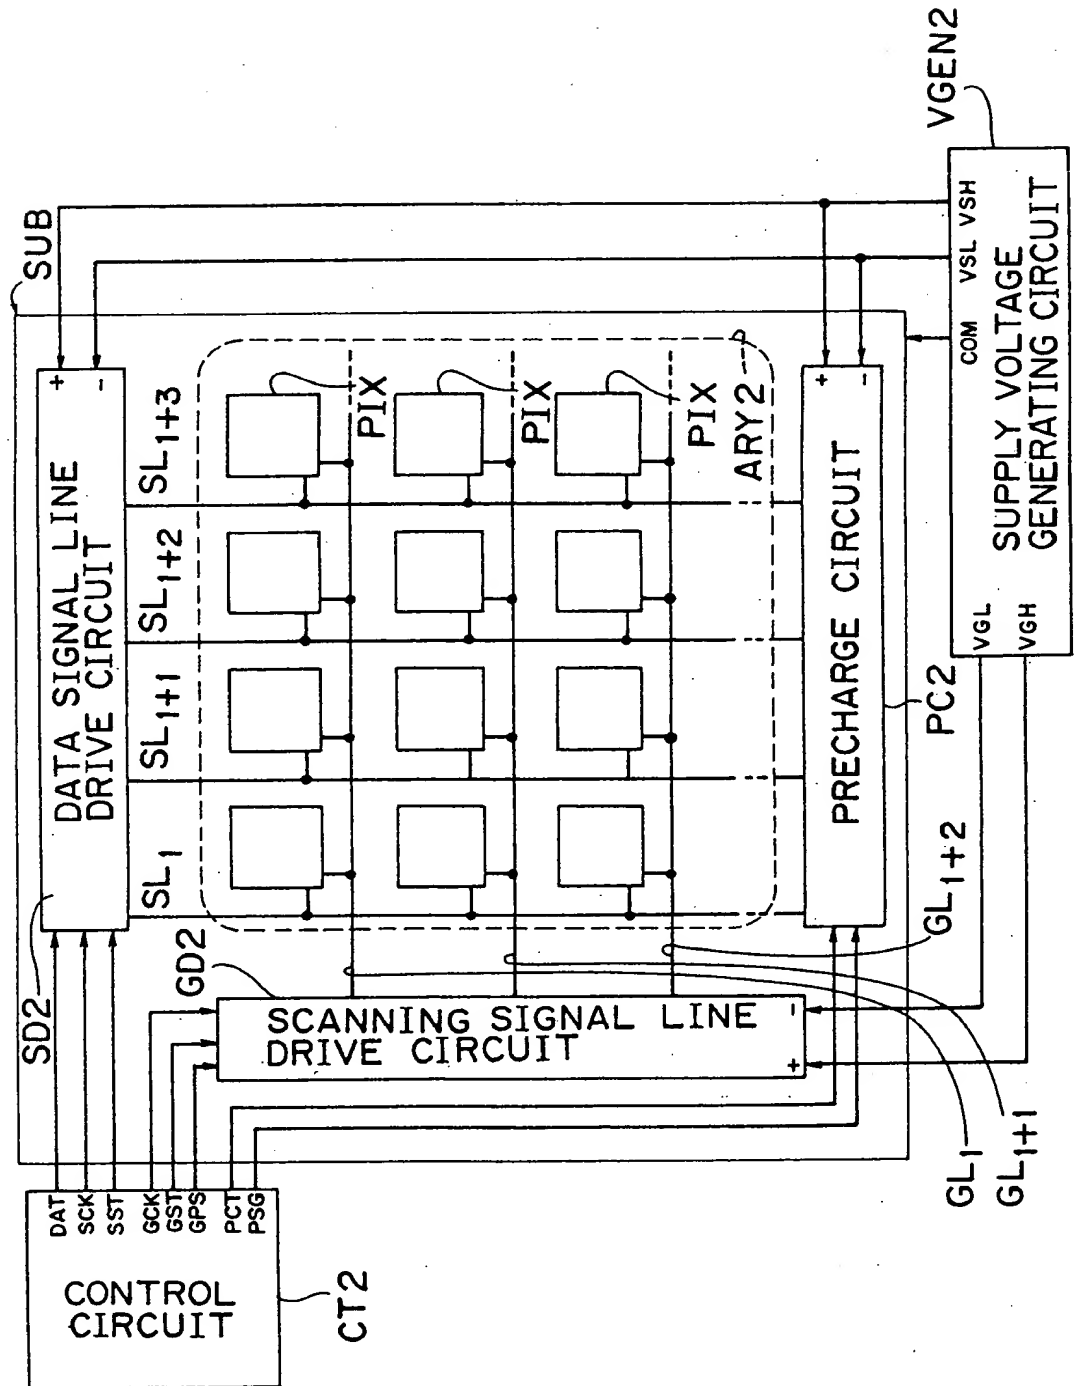 SUB
VGEN2
SD2
DATA SIGNAL LINE
DRIVE CIRCUIT
+
-
SL1
SL1+1
SL1+2
SL1+3
PIX
PIX
PIX
ARY2
GD2
SCANNING SIGNAL LINE
DRIVE CIRCUIT
+
-
PRECHARGE CIRCUIT
+
-
PC2
GL1
GL1+1
GL1+2
CONTROL
CIRCUIT
DAT
SCK
SST
GCK
GST
GPS
PCT
PSG
CT2
SUPPLY VOLTAGE
GENERATING CIRCUIT
VGL
VGH
COM
VSL
VSH